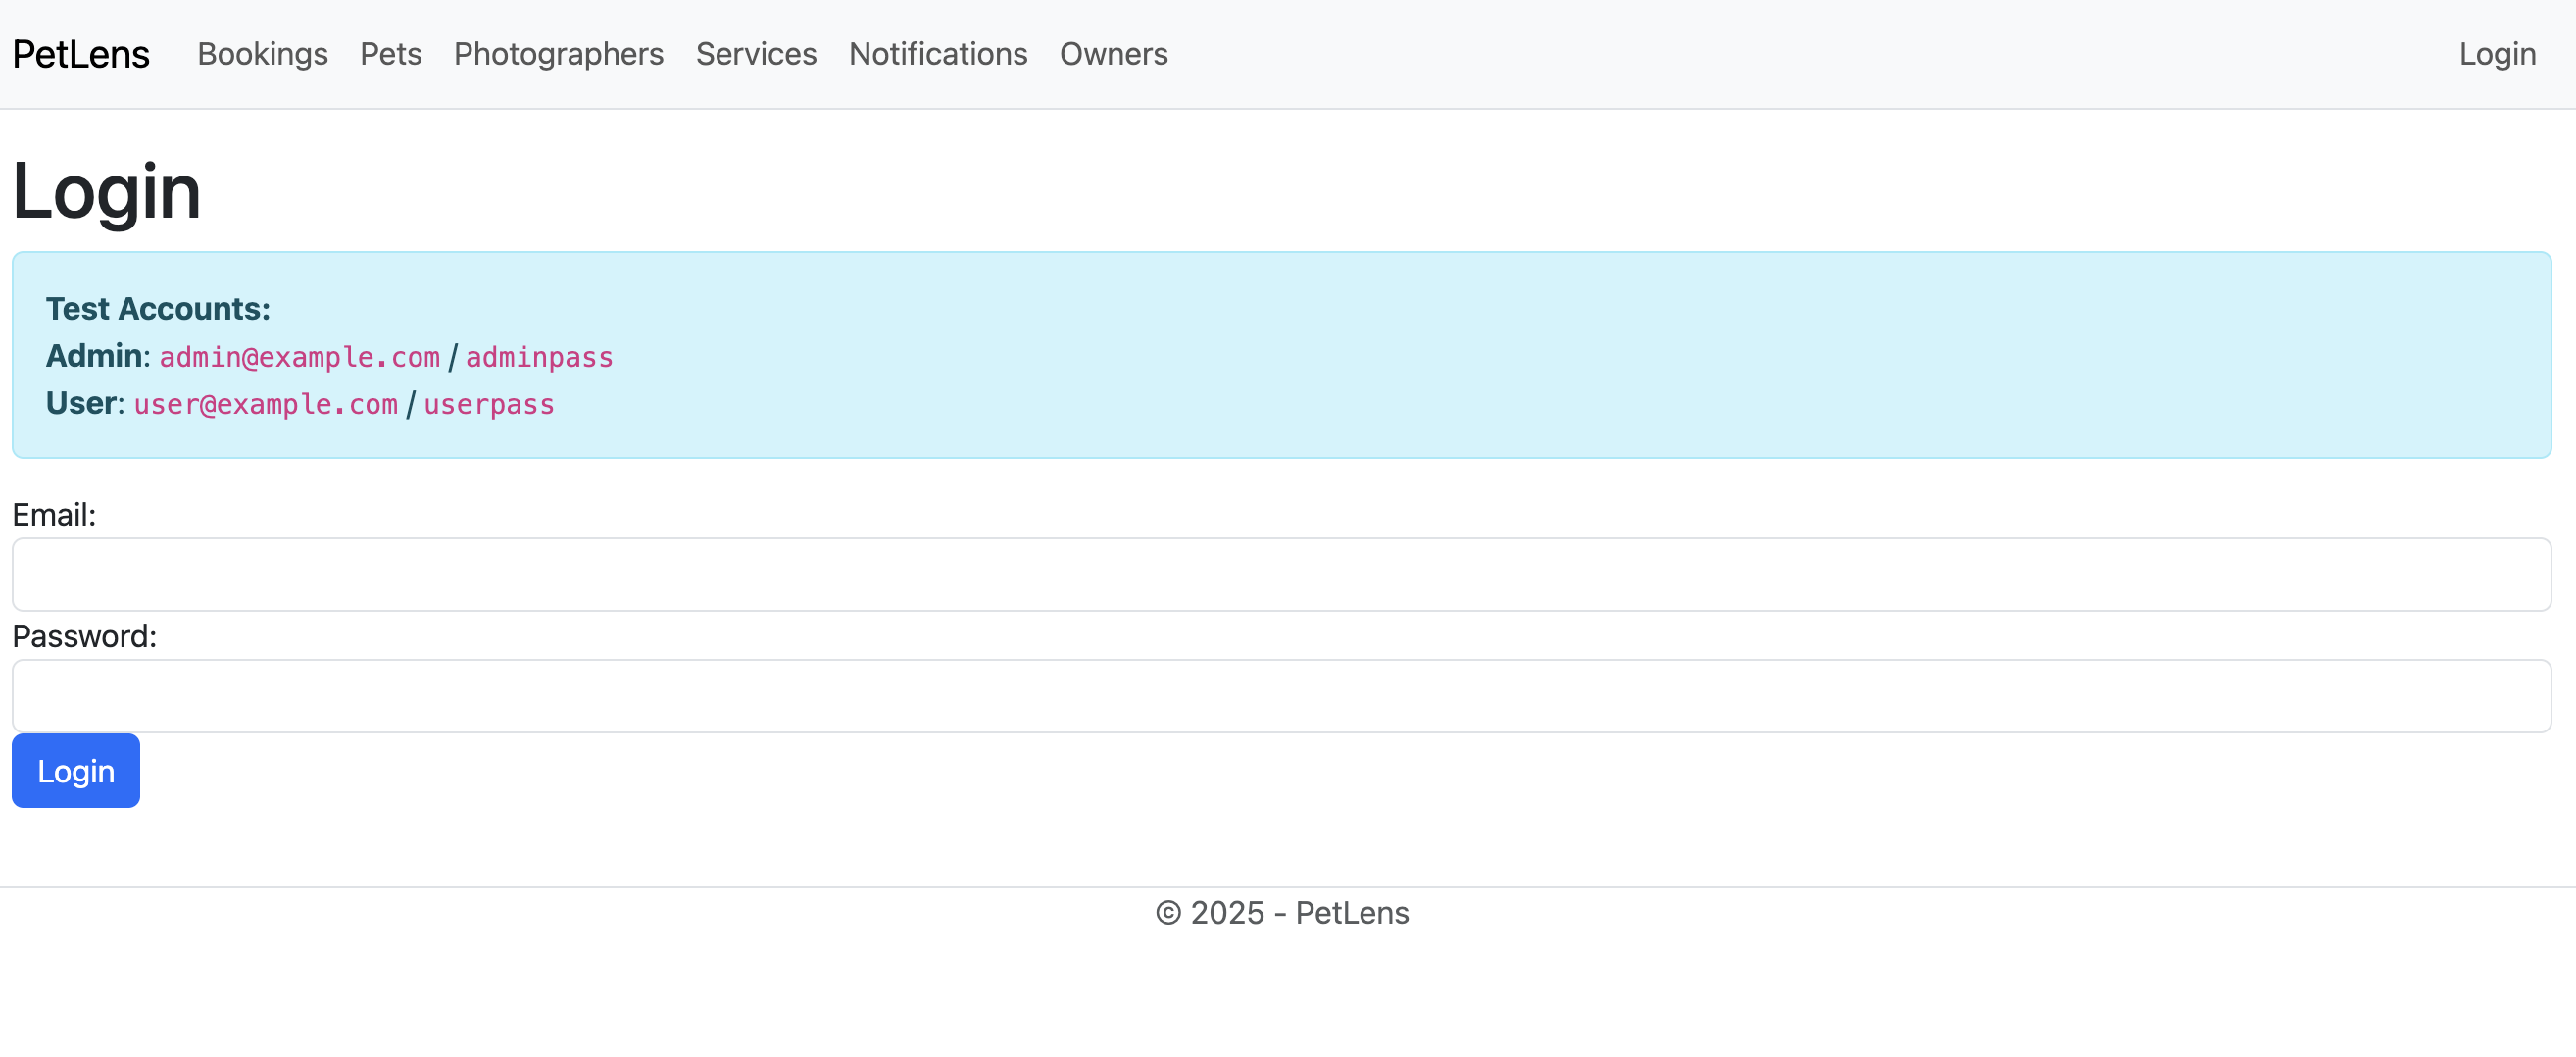 PetLens Bookings Pets Photographers Services Notifications Owners Login
Login
Test Accounts:
Admin: admin@example.com / adminpass
User: user@example.com / userpass
Email:
Password:
Login
© 2025 - PetLens